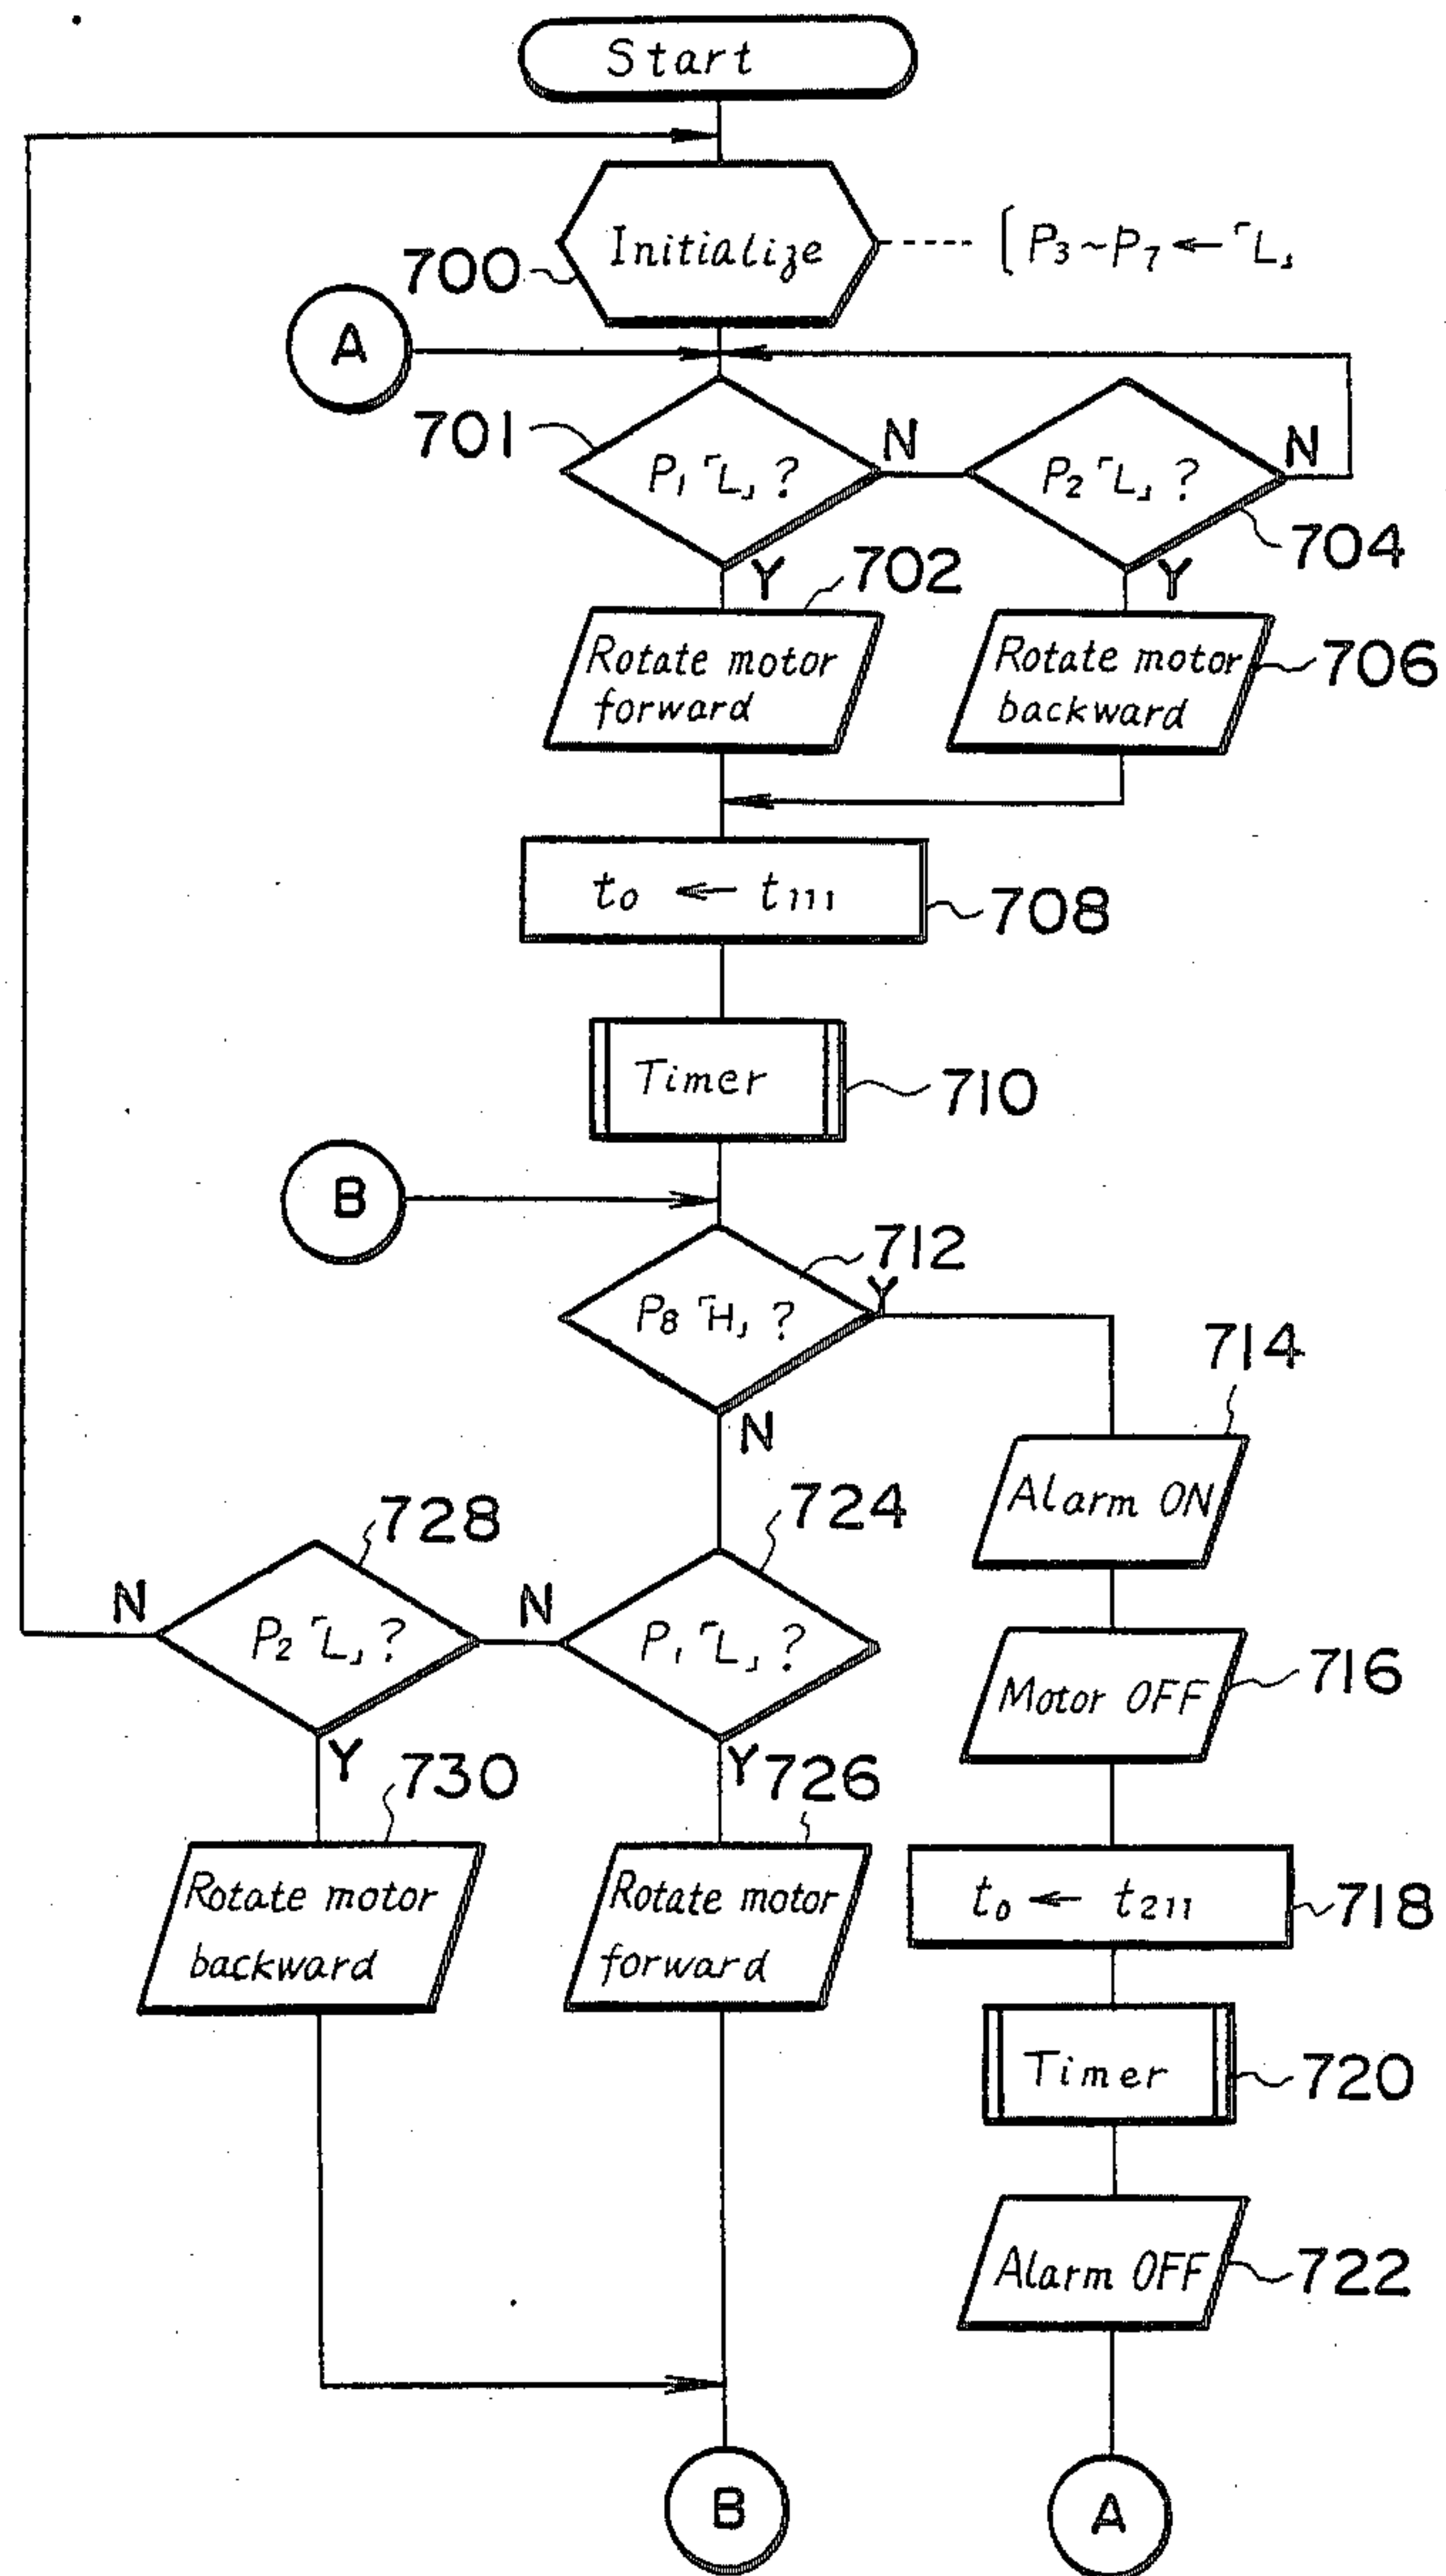 Start
Initialize
[ P₃~P₇ ← 「L」
700
A
701
P₁ 「L」 ?
N
P₂ 「L」 ?
N
704
Y
702
Y
Rotate motor
forward
Rotate motor
backward
706
t₀ ← t₁₁₁
708
Timer
710
B
712
P₈ 「H」 ?
Y
N
714
Alarm ON
728
724
N
P₂ 「L」 ?
N
P₁ 「L」 ?
Motor OFF
716
Y
730
Y
726
Rotate motor
backward
Rotate motor
forward
t₀ ← t₂₁₁
718
Timer
720
Alarm OFF
722
B
A